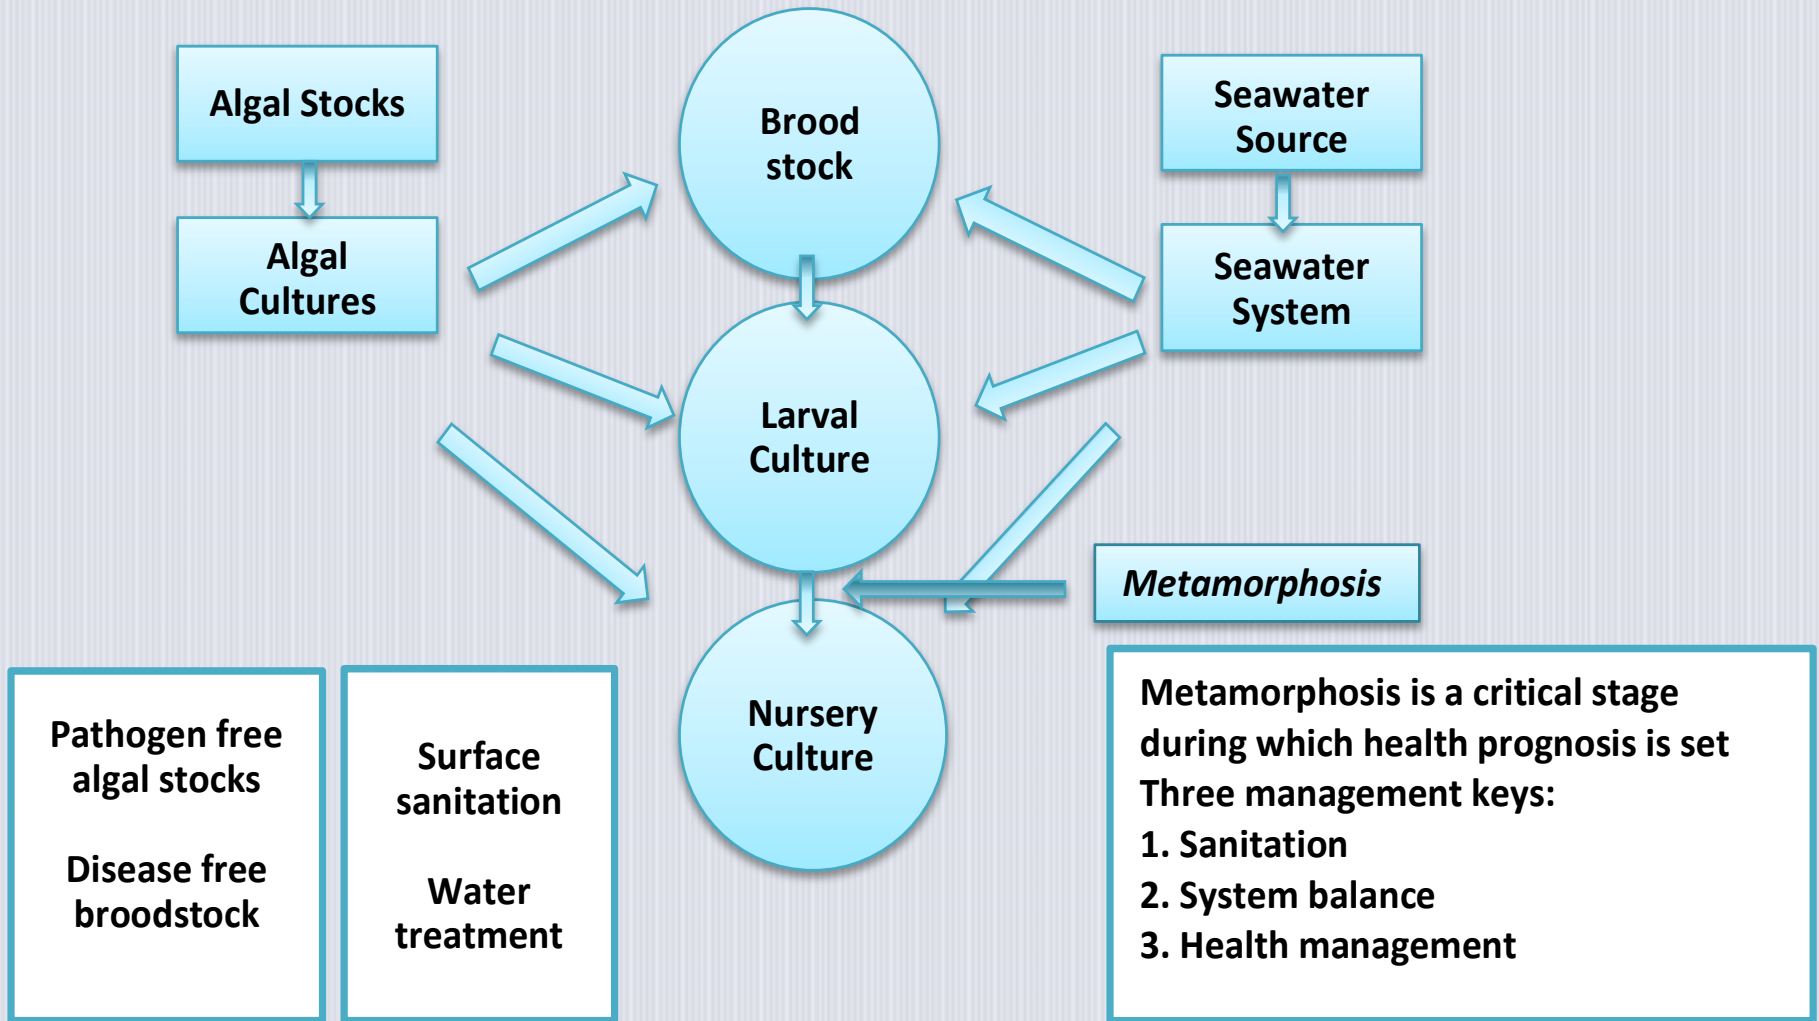 Algal Stocks
Algal
Cultures
Brood
stock
Seawater
Source
Seawater
System
Larval
Culture
Metamorphosis
Nursery
Culture
Pathogen free
algal stocks
Disease free
broodstock
Surface
sanitation
Water
treatment
Metamorphosis is a critical stage
during which health prognosis is set
Three management keys:
1. Sanitation
2. System balance
3. Health management